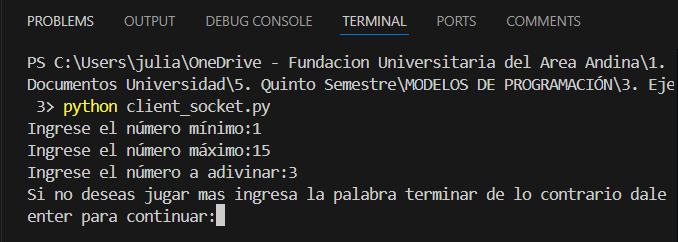 PROBLEMS OUTPUT DEBUG CONSOLE TERMINAL PORTS COMMENTS
PS C:\Users\julia\OneDrive - Fundacion Universitaria del Area Andina\1.
Documentos Universidad\5. Quinto Semestre\MODELOS DE PROGRAMACIÓN\3. Eje
3> python client_socket.py
Ingrese el número mínimo:1
Ingrese el número máximo:15
Ingrese el número a adivinar:3
Si no deseas jugar mas ingresa la palabra terminar de lo contrario dale
enter para continuar: